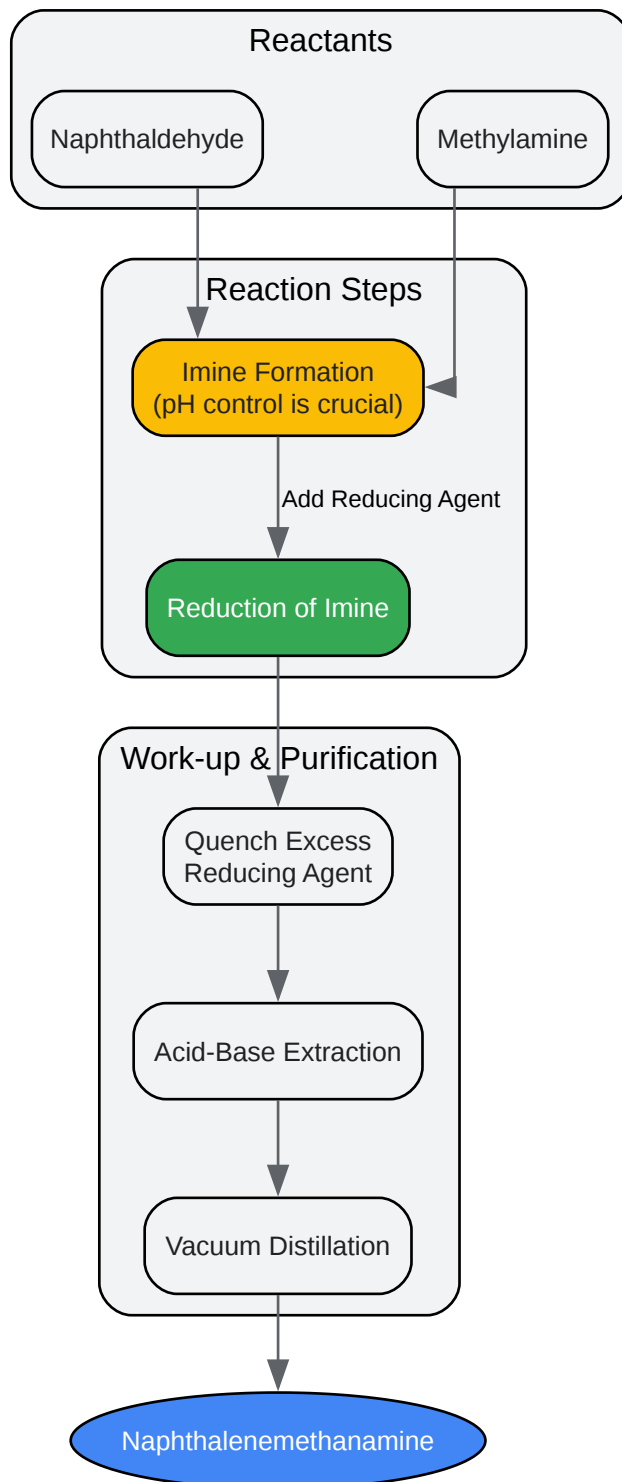 Reactants
Naphthaldehyde
Methylamine
Reaction Steps
Imine Formation
(pH control is crucial)
Add Reducing Agent
Reduction of Imine
Work-up & Purification
Quench Excess
Reducing Agent
Acid-Base Extraction
Vacuum Distillation
Naphthalenemethanamine